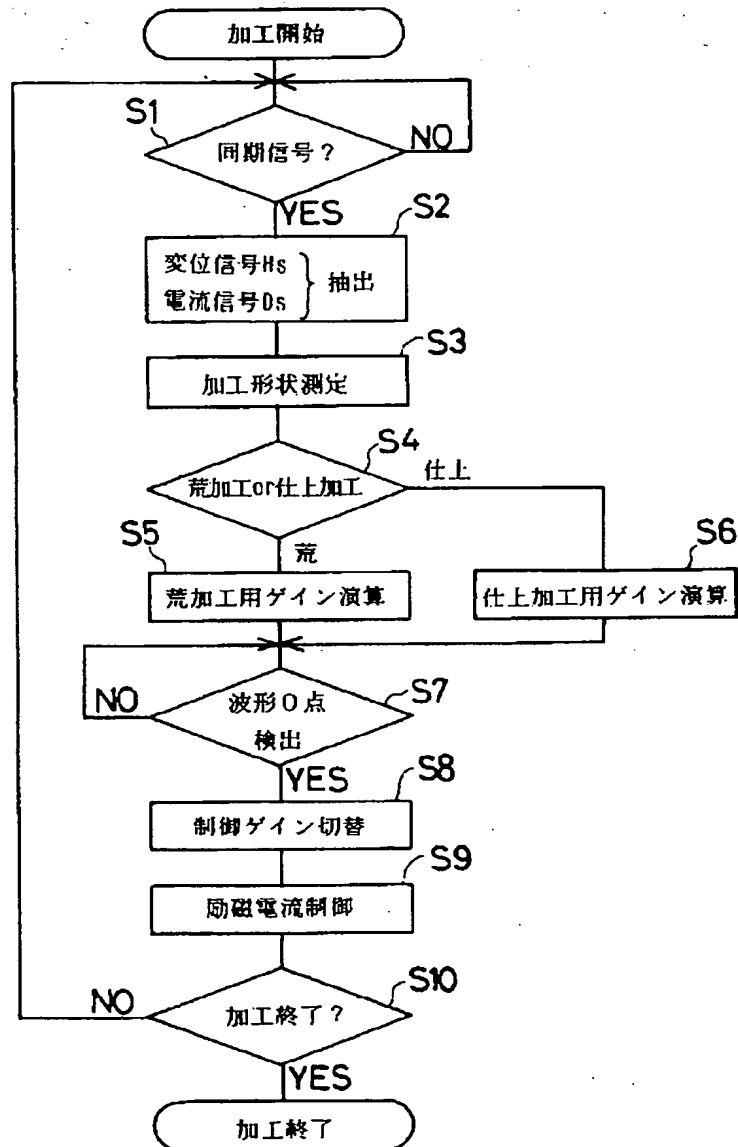 加工開始
S1
同期信号?
NO
YES
S2
変位信号Hs
電流信号Ds
抽出
S3
加工形状測定
S4
荒加工or仕上加工
仕上
荒
S5
荒加工用ゲイン演算
S6
仕上加工用ゲイン演算
S7
波形0点
検出
NO
YES
S8
制御ゲイン切替
S9
励磁電流制御
S10
加工終了?
NO
YES
加工終了